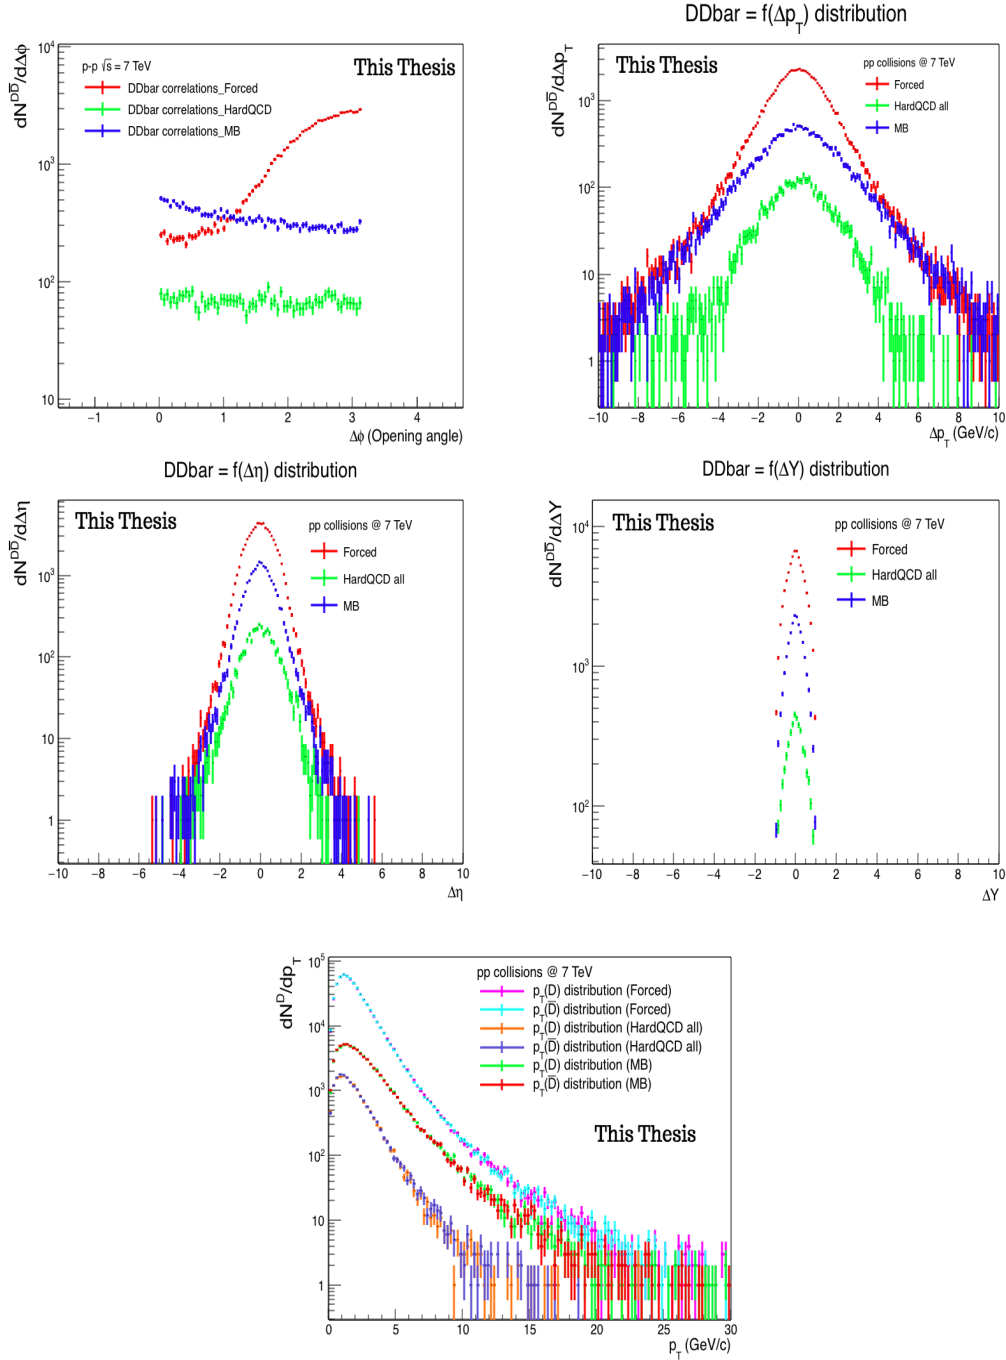 DDbar = f(Δp_T) distribution
dN^DD̅/dΔϕ
10^4
10^3
10^2
10
p-p √s = 7 TeV
DDbar correlations_Forced
DDbar correlations_HardQCD
DDbar correlations_MB
This Thesis
−1 0 1 2 3 4
Δϕ (Opening angle)
dN^DD̅/dΔp_T
10^3
10^2
10
1
This Thesis
pp collisions @ 7 TeV
Forced
HardQCD all
MB
−10 −8 −6 −4 −2 0 2 4 6 8 10
Δp_T (GeV/c)
DDbar = f(Δη) distribution
dN^DD̅/dΔη
10^3
10^2
10
1
This Thesis
pp collisions @ 7 TeV
Forced
HardQCD all
MB
−10 −8 −6 −4 −2 0 2 4 6 8 10
Δη
DDbar = f(ΔY) distribution
dN^DD̅/dΔY
10^4
10^3
10^2
This Thesis
pp collisions @ 7 TeV
Forced
HardQCD all
MB
−10 −8 −6 −4 −2 0 2 4 6 8 10
ΔY
dN^D/dp_T
10^5
10^4
10^3
10^2
10
1
pp collisions @ 7 TeV
p_T(D) distribution (Forced)
p_T(D̅) distribution (Forced)
p_T(D) distribution (HardQCD all)
p_T(D̅) distribution (HardQCD all)
p_T(D) distribution (MB)
p_T(D̅) distribution (MB)
This Thesis
0 5 10 15 20 25 30
p_T (GeV/c)